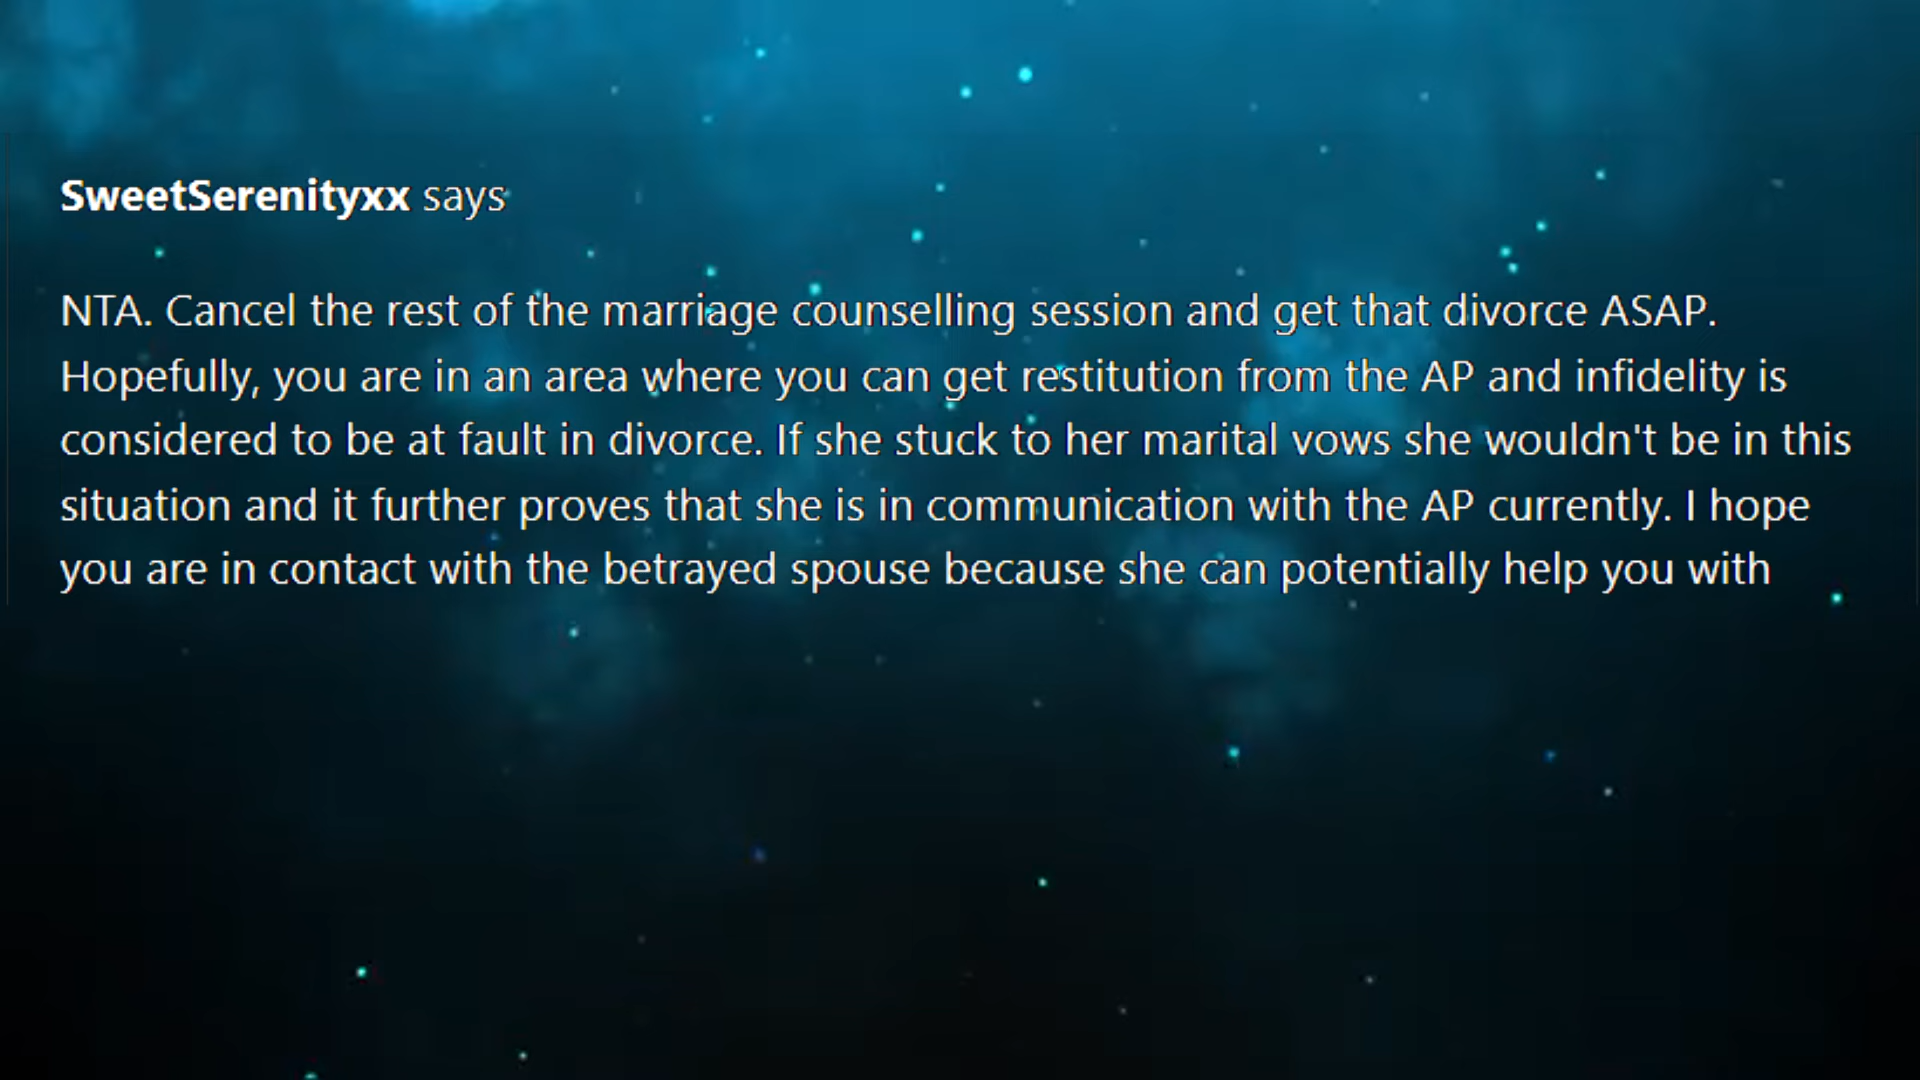 SweetSerenityxx says
NTA. Cancel the rest of the marriage counselling session and get that divorce ASAP.
Hopefully, you are in an area where you can get restitution from the AP and infidelity is
considered to be at fault in divorce. If she stuck to her marital vows she wouldn't be in this
situation and it further proves that she is in communication with the AP currently. I hope
you are in contact with the betrayed spouse because she can potentially help you with